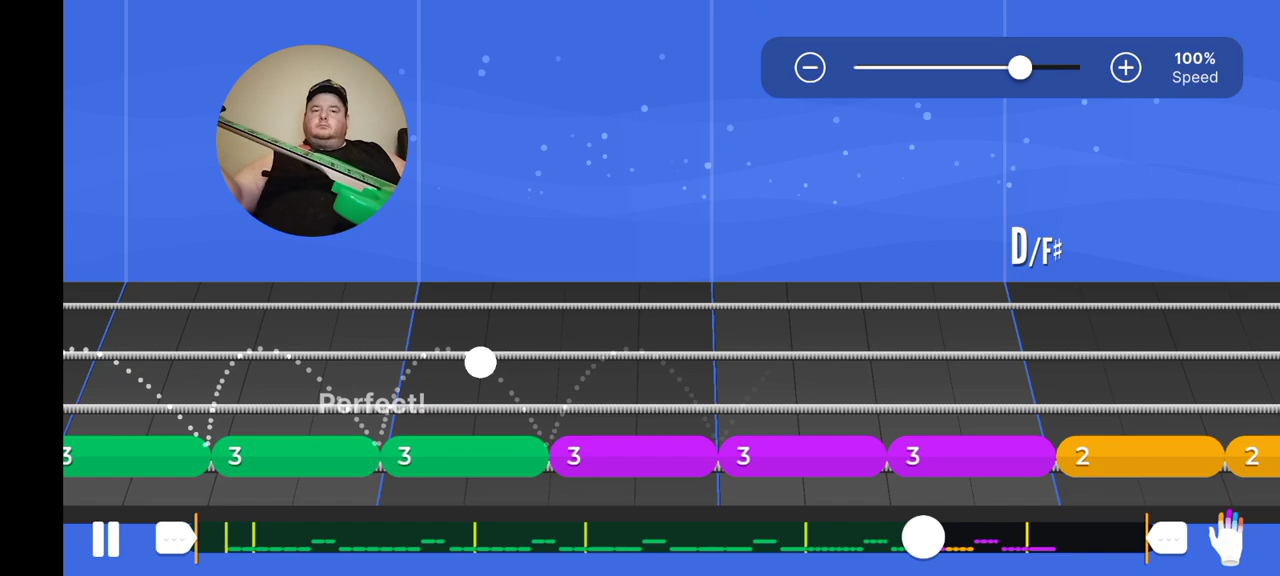 100%
Speed
D/F♯
Perfect!
3 3 3 3 3 3 2 2